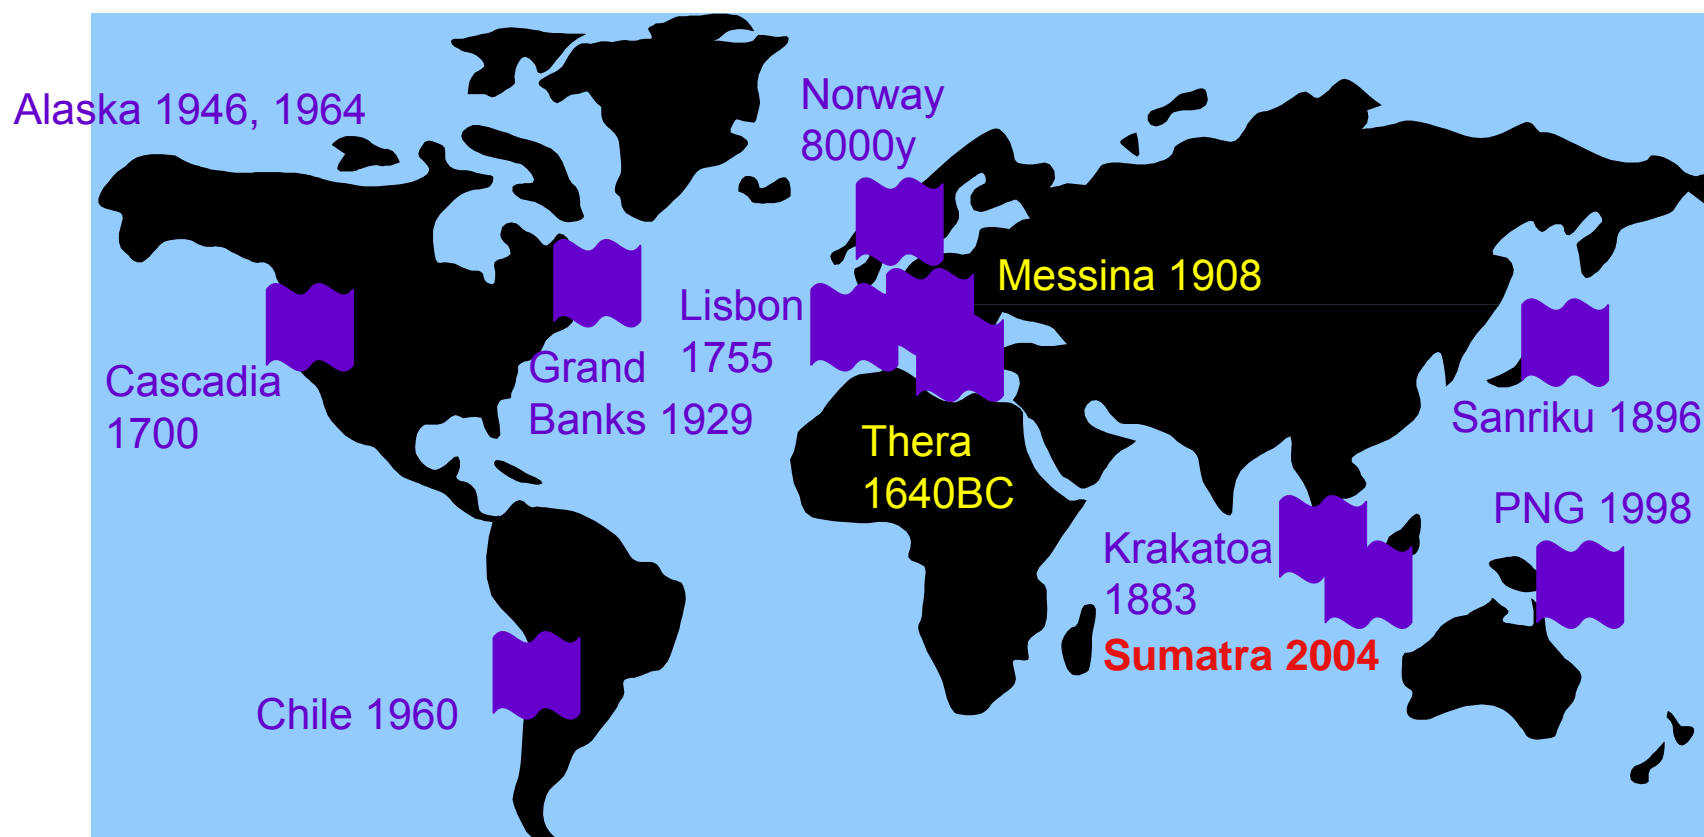 Alaska 1946, 1964
Norway
8000y
Messina 1908
Lisbon
1755
Cascadia
1700
Grand
Banks 1929
Sanriku 1896
Thera
1640BC
PNG 1998
Krakatoa
1883
Sumatra 2004
Chile 1960